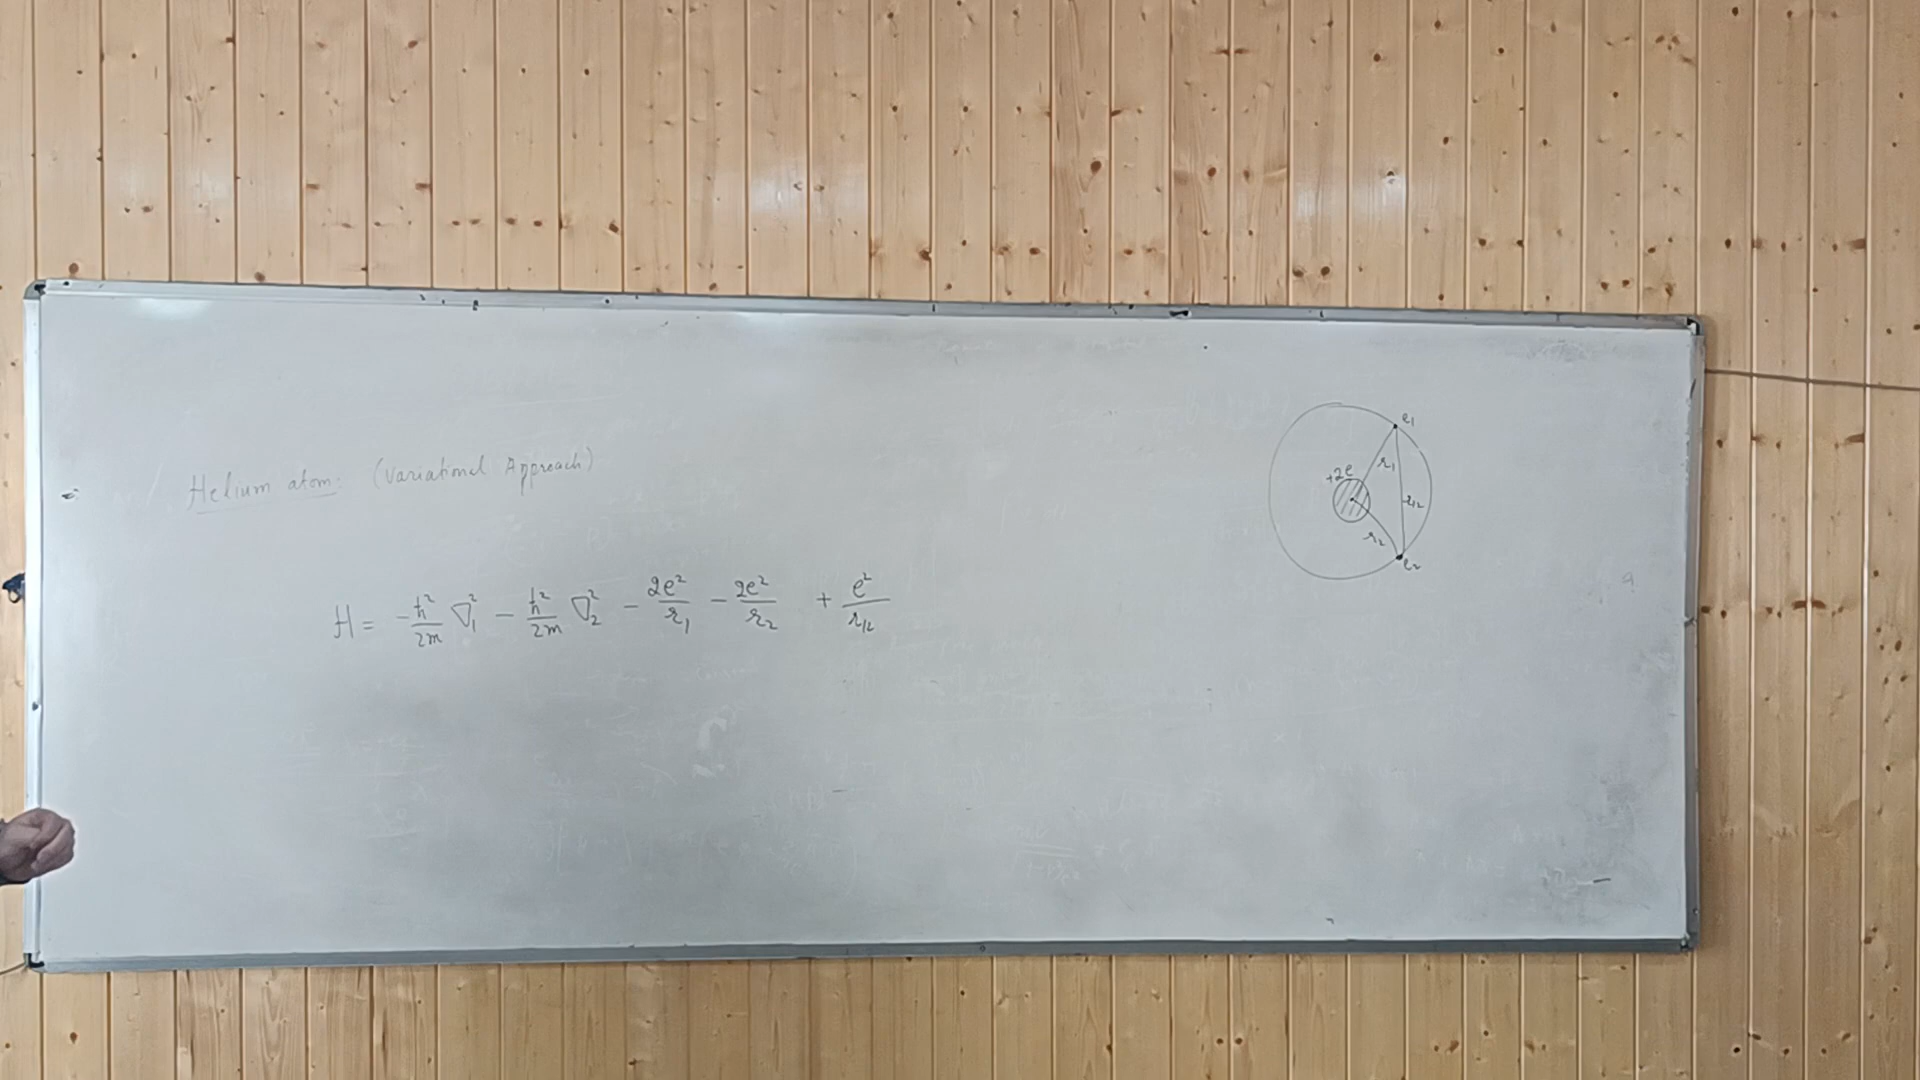 Helium atom: (Variational Approach)
H = -ħ²/2m ∇₁² - ħ²/2m ∇₂² - 2e²/r₁ - 2e²/r₂ + e²/r₁₂
e₁
+2e
r₁
r₁₂
r₂
e₂